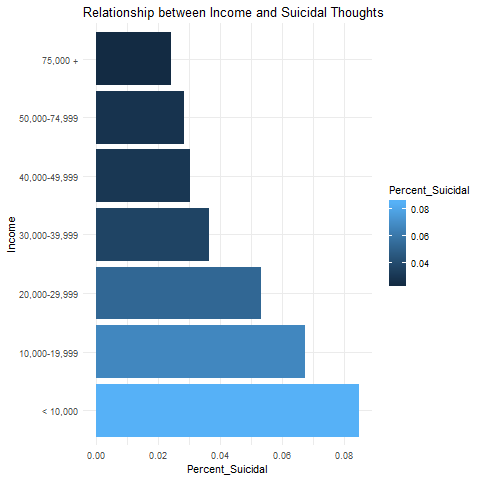 Relationship between Income and Suicidal Thoughts
75,000 +
50,000-74,999
40,000-49,999
30,000-39,999
20,000-29,999
10,000-19,999
< 10,000
Income
0.00 0.02 0.04 0.06 0.08
Percent_Suicidal
Percent_Suicidal
0.08
0.06
0.04